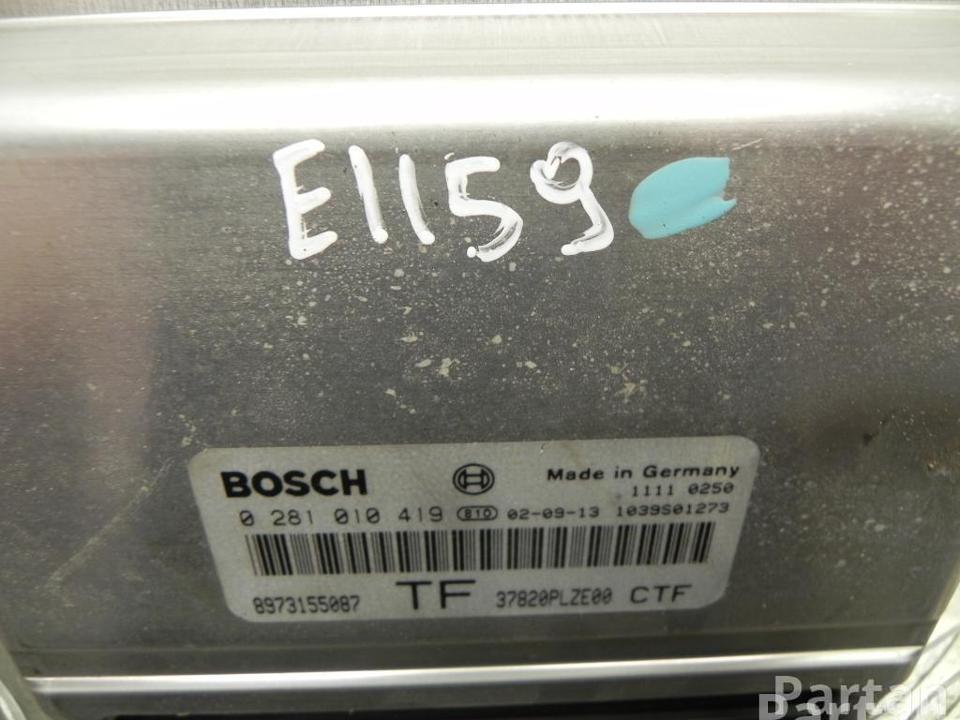 E1159
BOSCH Made in Germany
1111 0250
0 281 010 419 810 02-09-13 1039S01273
8973155087 TF 37820PLZE00 CTF
Partan